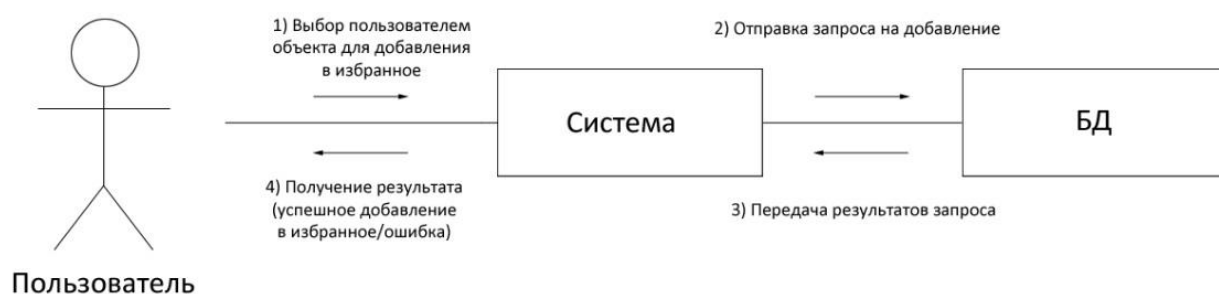 1) Выбор пользователем
объекта для добавления
в избранное
2) Отправка запроса на добавление
Система
БД
4) Получение результата
(успешное добавление
в избранное/ошибка)
3) Передача результатов запроса
Пользователь